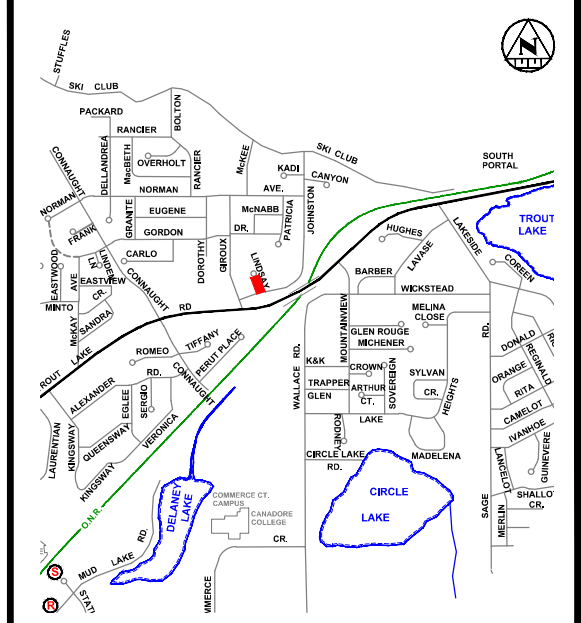 N
STUFFLES
SKI CLUB
PACKARD
BOLTON
RANCIER
DELLANDREA
MacBETH
OVERHOLT
RANCIER
McKEE
SKI CLUB
SOUTH
PORTAL
CONNAUGHT
KADI
CANYON
NORMAN
AVE.
NORMAN
GRANITE
EUGENE
McNABB
PATRICIA
JOHNSTON
TROUT
LAKE
FRANK
GORDON
DR.
HUGHES
LAKESIDE
LAVASE
CARLO
DOROTHY
GIROUX
LINDSAY
COREEN
EASTWOOD
AVE
LINDEN
LN
EASTVIEW
CR.
CONNAUGHT
BARBER
WICKSTEAD
MINTO
McKAY
SANDRA
RD
MELINA
CLOSE
RD.
GLEN ROUGE
MICHENER
MOUNTAINVIEW
DONALD
REGINALD
TIFFANY
ROMEO
PERUT PLACE
K&K
CROWN
SYLVAN
CR.
ORANGE
ROUT
LAKE
ALEXANDER
RD.
CONNAUGHT
WALLACE RD.
TRAPPER
ARTHUR
CT.
SOVEREIGN
HEIGHTS
RITA
GLEN
LAKE
CAMELOT
EGLEE
SERGIO
VERONICA
IVANHOE
LAURENTIAN
KINGSWAY
QUEENSWAY
RODNEY
MADELENA
CIRCLE LAKE
RD.
LANCELOT
GUINEVERE
KINGSWAY
CIRCLE
LAKE
SHALLO
CR.
O.N.R.
DELANEY
LAKE
COMMERCE CT.
CAMPUS
CANADORE
COLLEGE
SAGE
MERLIN
MUD LAKE RD.
CR.
S
R
STATI
MMERCE